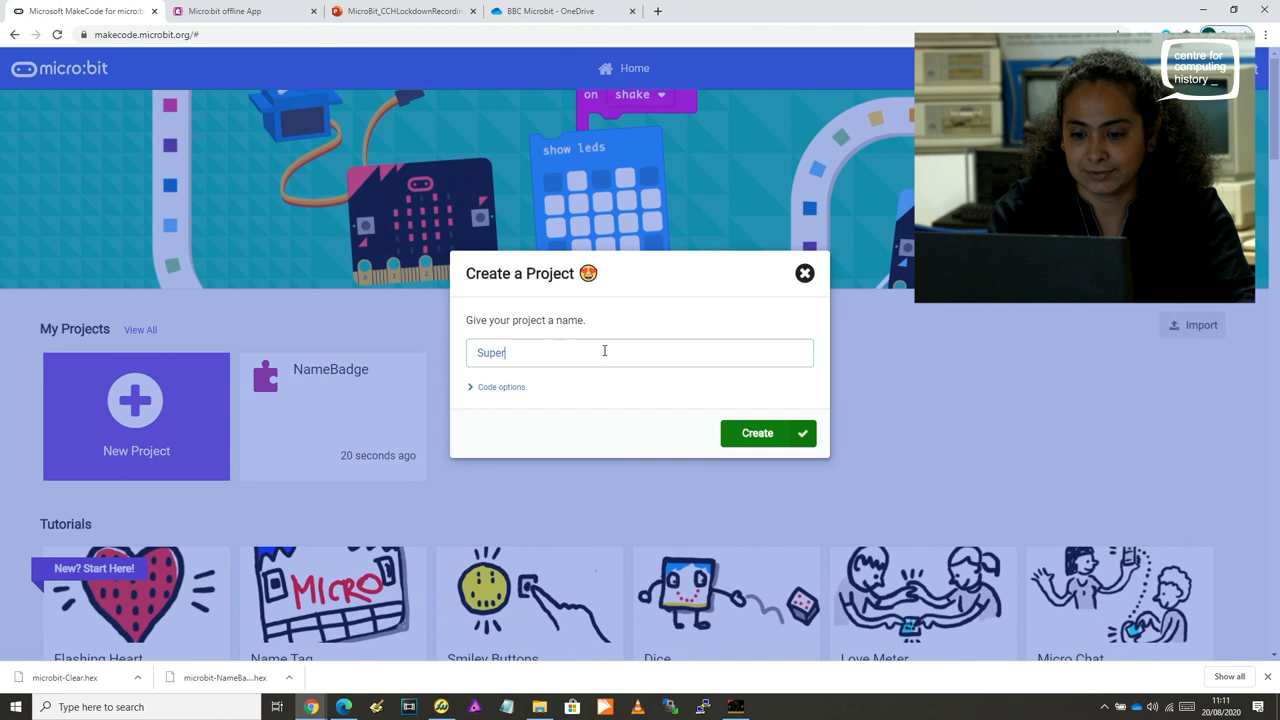 Microsoft MakeCode for micro:b
Microbit offline App
MicroBit_CCHLockdownRecordin
BBC Microbit - OneDrive
makecode.microbit.org/#
micro:bit
Home
centre for
computing
history _
on shake
show leds
Create a Project
Give your project a name.
Super
Code options
Create
My Projects
View All
Import
New Project
NameBadge
20 seconds ago
Tutorials
New? Start Here!
MICRO
Flashing Heart
Name Tag
Smiley Buttons
Dice
Love Meter
Micro Chat
microbit-Clear.hex
microbit-NameBa....hex
Show all
Type here to search
11:11
20/08/2020